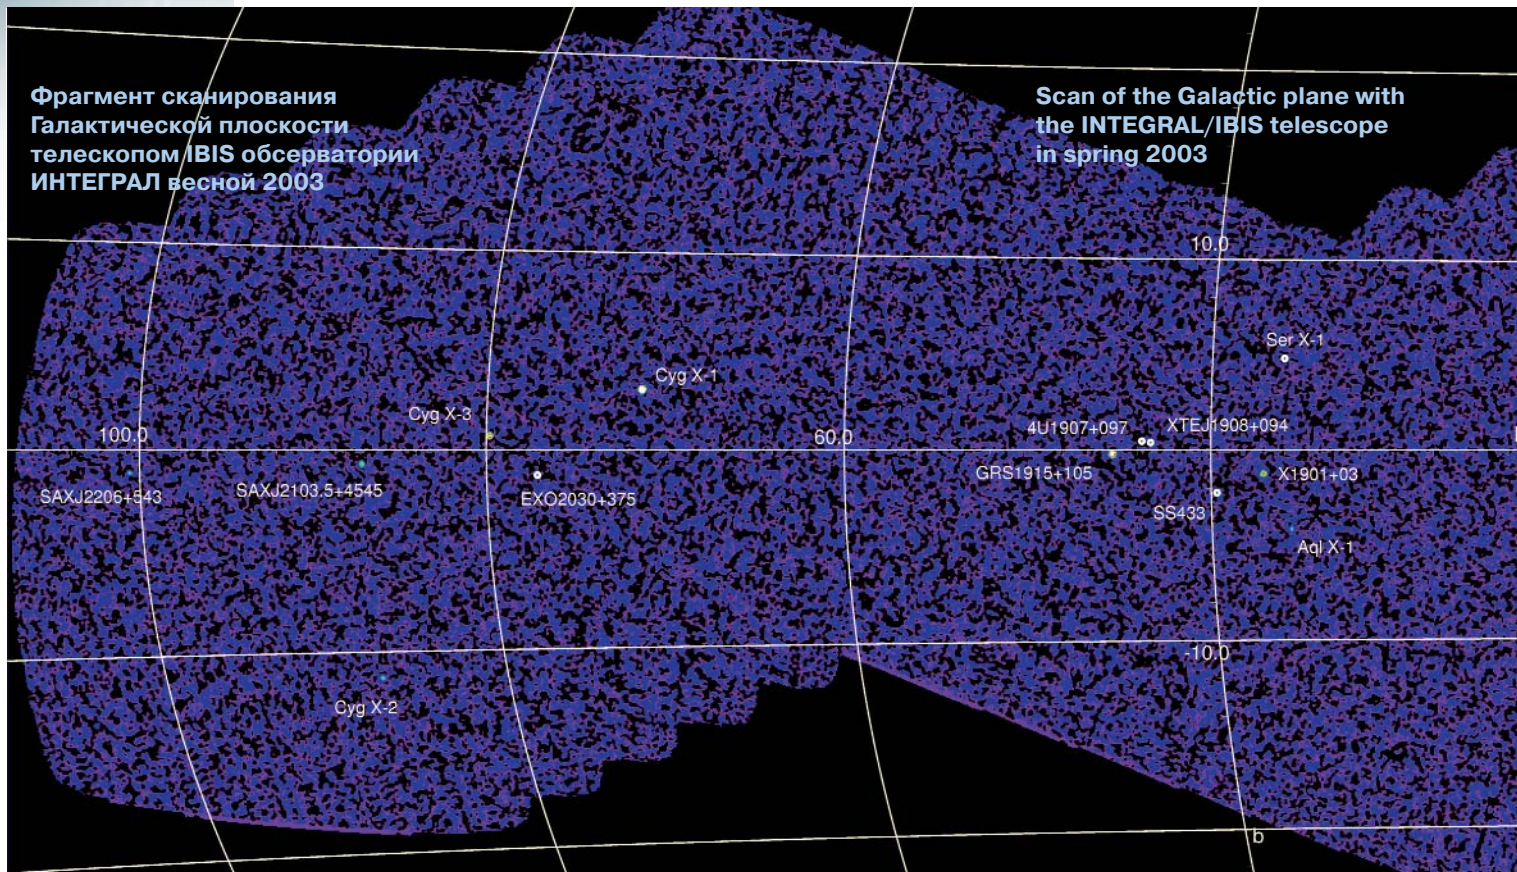 Фрагмент сканирования
Галактической плоскости
телескопом IBIS обсерватории
ИНТЕГРАЛ весной 2003
Scan of the Galactic plane with
the INTEGRAL/IBIS telescope
in spring 2003
10.0
Ser X-1
Cyg X-1
Cyg X-3
100.0
60.0
4U1907+097
XTEJ1908+094
SAXJ2206+543
SAXJ2103.5+4545
EXO2030+375
GRS1915+105
X1901+03
SS433
Aql X-1
-10.0
Cyg X-2
b